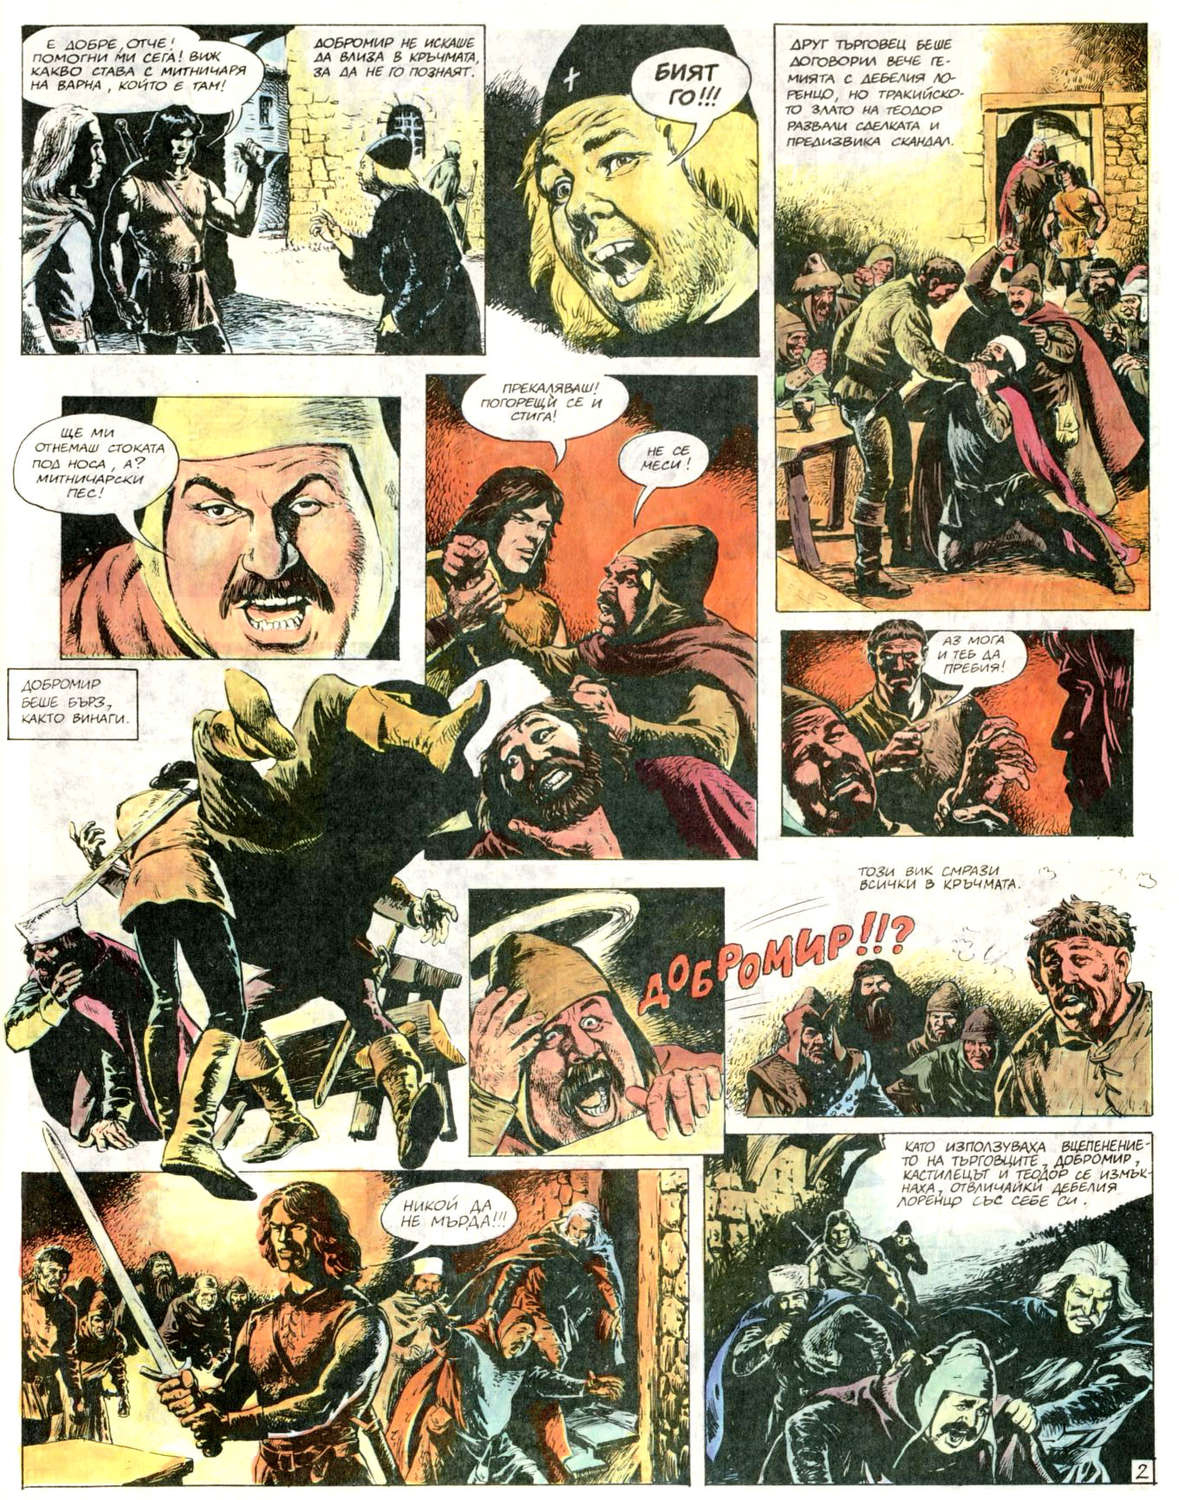 Е ДОБРЕ, ОТЧЕ!
ПОМОГНИ МИ СЕГА! ВИЖ
КАКВО СТАВА С МИТНИЧАРЯ
НА ВАРНА, КОЙТО Е ТАМ!
ДОБРОМИР НЕ ИСКАШЕ
ДА ВЛИЗА В КРЪЧМАТА,
ЗА ДА НЕ ГО ПОЗНАЯТ.
БИЯТ
ГО!!!
ДРУГ ТЪРГОВЕЦ БЕШЕ
ДОГОВОРИЛ ВЕЧЕ ГЕ-
МИЯТА С ДЕБЕЛИЯ ЛО-
РЕНЦО, НО ТРАКИЙСКО-
ТО ЗЛАТО НА ТЕОДОР
РАЗВАЛИ СДЕЛКАТА И
ПРЕДИЗВИКА СКАНДАЛ.
ЩЕ МИ
ОТНЕМАШ СТОКАТА
ПОД НОСА, А?
МИТНИЧАРСКИ
ПЕС!
ПРЕКАЛЯВАШ!
ПОГОРЕЩИ СЕ И
СТИГА!
НЕ СЕ
МЕСИ!
АЗ МОГА
И ТЕБ ДА
ПРЕБИЯ!
ДОБРОМИР
БЕШЕ БЪРЗ,
КАКТО ВИНАГИ.
ДОБРОМИР!!?
ТОЗИ ВИК СМРАЗИ
ВСИЧКИ В КРЪЧМАТА.
НИКОЙ ДА
НЕ МЪРДА!!!
КАТО ИЗПОЛЗУВАХА ВЦЕПЕНЕНИЕ-
ТО НА ТЪРГОВЦИТЕ, ДОБРОМИР,
КАСТИЛЕЦЪТ И ТЕОДОР СЕ ИЗМЪК-
НАХА, ОТВЛИЧАЙКИ ДЕБЕЛИЯ
ЛОРЕНЦО СЪС СЕБЕ СИ.
2